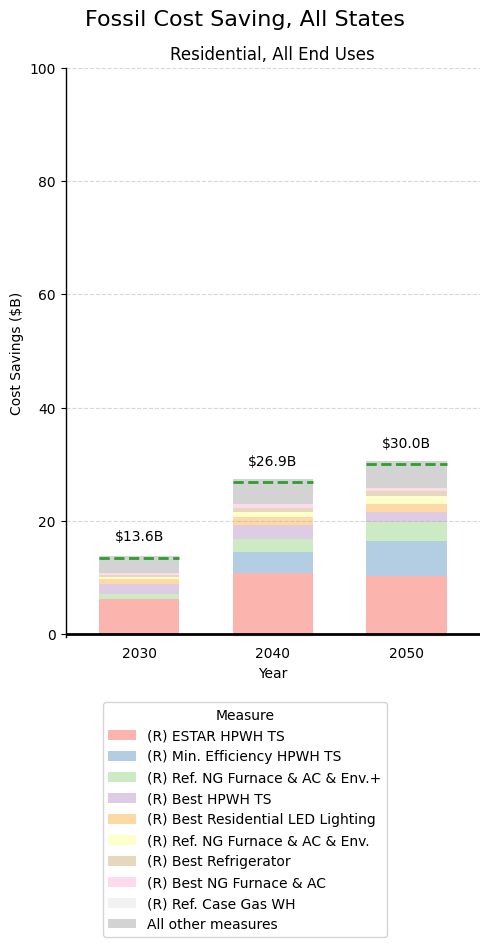 Fossil Cost Saving, All States
Residential, All End Uses
100
80
60
40
20
0
Cost Savings ($B)
$13.6B
$26.9B
$30.0B
2030
2040
2050
Year
Measure
(R) ESTAR HPWH TS
(R) Min. Efficiency HPWH TS
(R) Ref. NG Furnace & AC & Env.+
(R) Best HPWH TS
(R) Best Residential LED Lighting
(R) Ref. NG Furnace & AC & Env.
(R) Best Refrigerator
(R) Best NG Furnace & AC
(R) Ref. Case Gas WH
All other measures